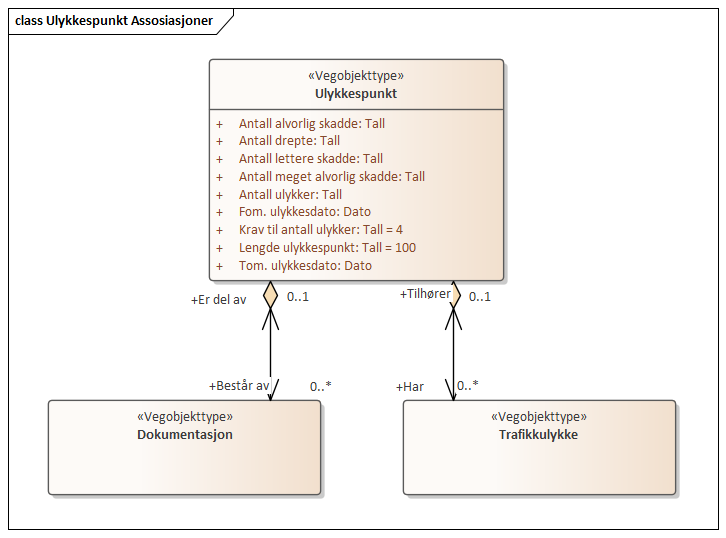 class Ulykkespunkt Assosiasjoner
«Vegobjekttype»
Ulykkespunkt
+ Antall alvorlig skadde: Tall
+ Antall drepte: Tall
+ Antall lettere skadde: Tall
+ Antall meget alvorlig skadde: Tall
+ Antall ulykker: Tall
+ Fom. ulykkesdato: Dato
+ Krav til antall ulykker: Tall = 4
+ Lengde ulykkespunkt: Tall = 100
+ Tom. ulykkesdato: Dato
+Er del av 0..1
+Tilhører 0..1
+Består av 0..*
+Har 0..*
«Vegobjekttype»
Dokumentasjon
«Vegobjekttype»
Trafikkulykke